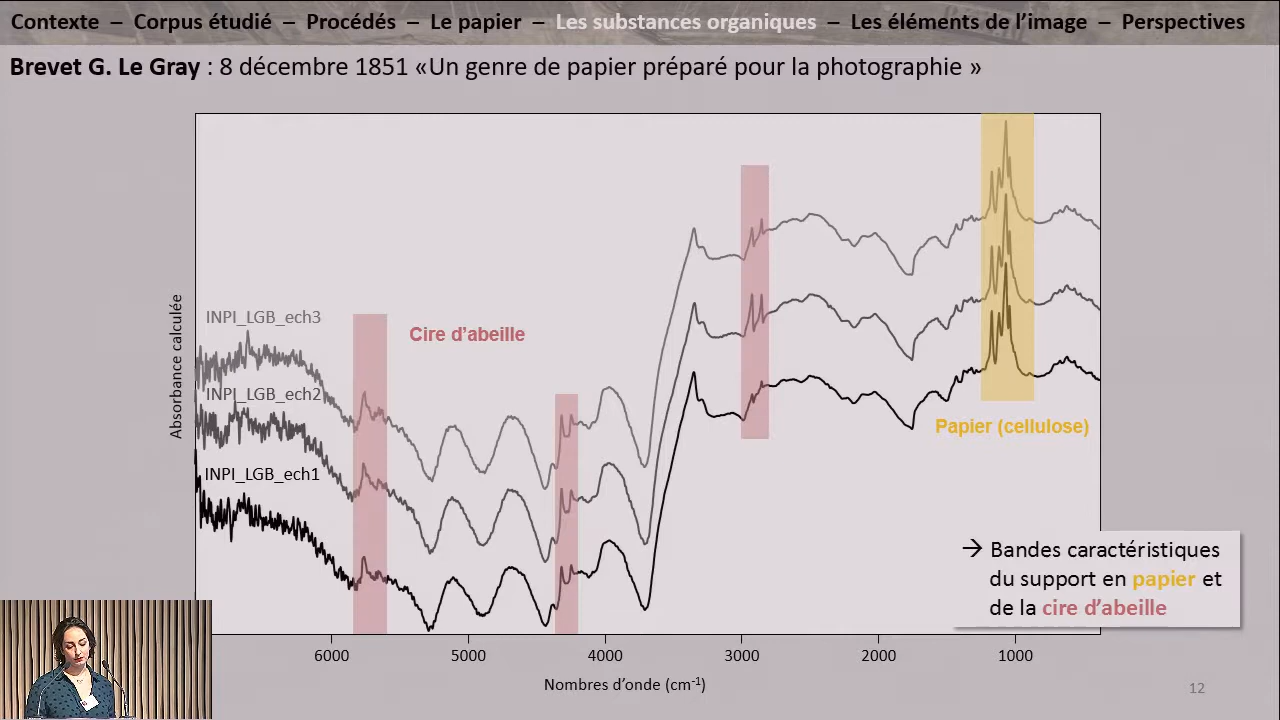 Contexte – Corpus étudié – Procédés – Le papier – Les substances organiques – Les éléments de l'image – Perspectives
Brevet G. Le Gray : 8 décembre 1851 «Un genre de papier préparé pour la photographie »
Absorbance calculée
INPI_LGB_ech3
Cire d'abeille
INPI_LGB_ech2
INPI_LGB_ech1
Papier (cellulose)
→ Bandes caractéristiques
du support en papier et
de la cire d'abeille
6000 5000 4000 3000 2000 1000
Nombres d'onde (cm⁻¹)
12